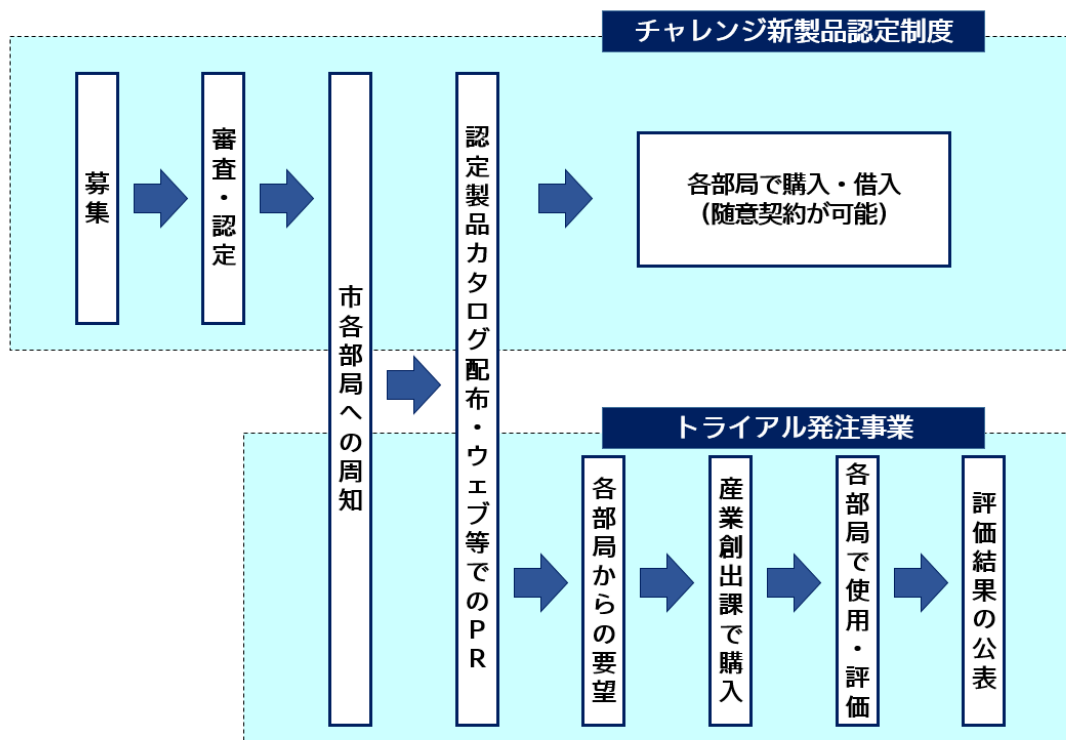 チャレンジ新製品認定制度
募集
審査・認定
市各部局への周知
認定製品カタログ配布・ウェブ等でのPR
各部局で購入・借入
（随意契約が可能）
トライアル発注事業
各部局からの要望
産業創出課で購入
各部局で使用・評価
評価結果の公表